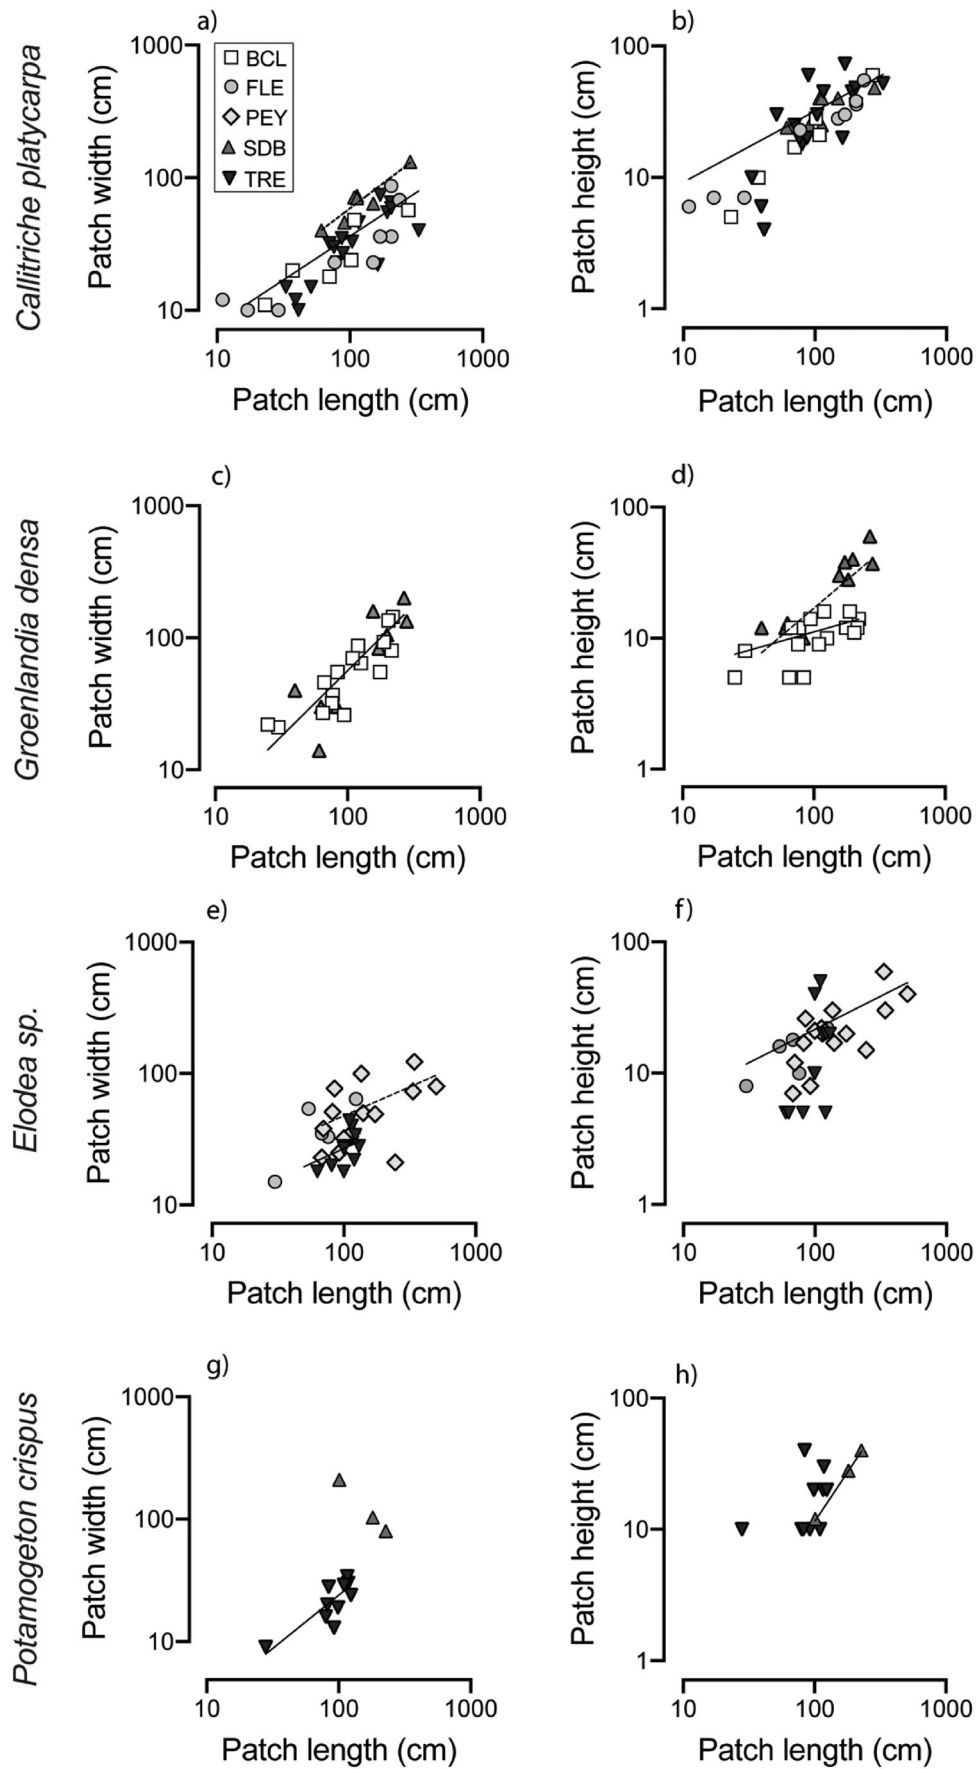 Callitriche platycarpa
a)
Patch width (cm)
1000
100
10
BCL
FLE
PEY
SDB
TRE
10 100 1000
Patch length (cm)
b)
Patch height (cm)
100
10
1
10 100 1000
Patch length (cm)
Groenlandia densa
c)
Patch width (cm)
1000
100
10
10 100 1000
Patch length (cm)
d)
Patch height (cm)
100
10
1
10 100 1000
Patch length (cm)
Elodea sp.
e)
Patch width (cm)
1000
100
10
10 100 1000
Patch length (cm)
f)
Patch height (cm)
100
10
1
10 100 1000
Patch length (cm)
Potamogeton crispus
g)
Patch width (cm)
1000
100
10
10 100 1000
Patch length (cm)
h)
Patch height (cm)
100
10
1
10 100 1000
Patch length (cm)